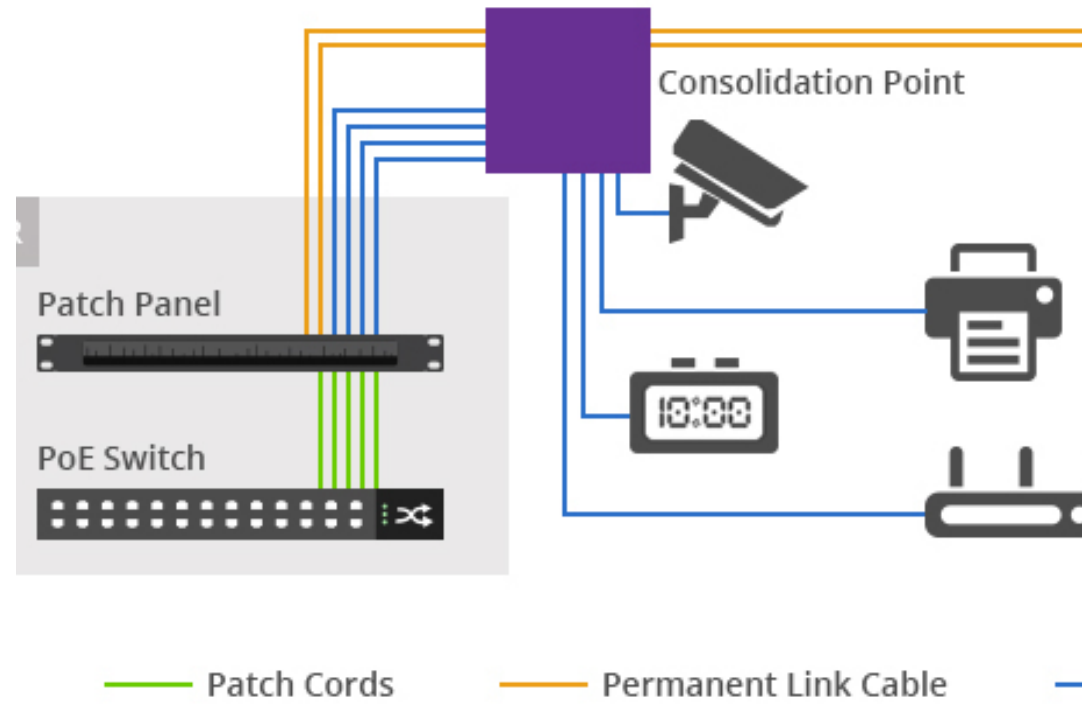 Consolidation Point
R
Patch Panel
10:00
PoE Switch
Patch Cords
Permanent Link Cable